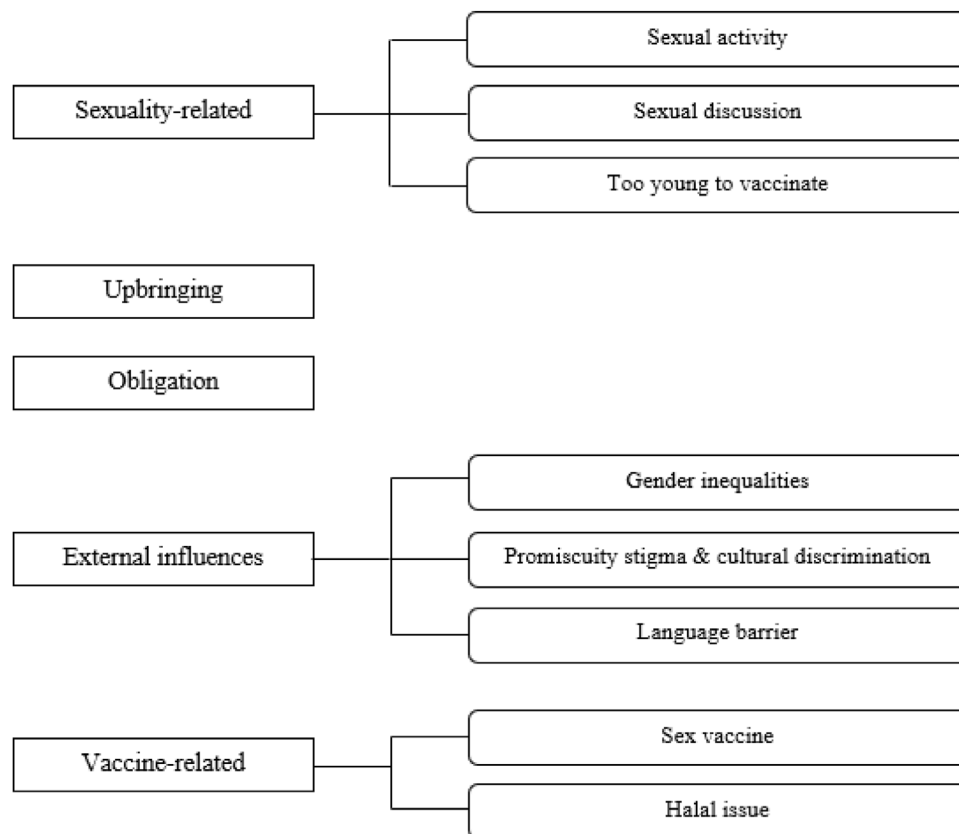 Sexuality-related
Sexual activity
Sexual discussion
Too young to vaccinate
Upbringing
Obligation
External influences
Gender inequalities
Promiscuity stigma & cultural discrimination
Language barrier
Vaccine-related
Sex vaccine
Halal issue